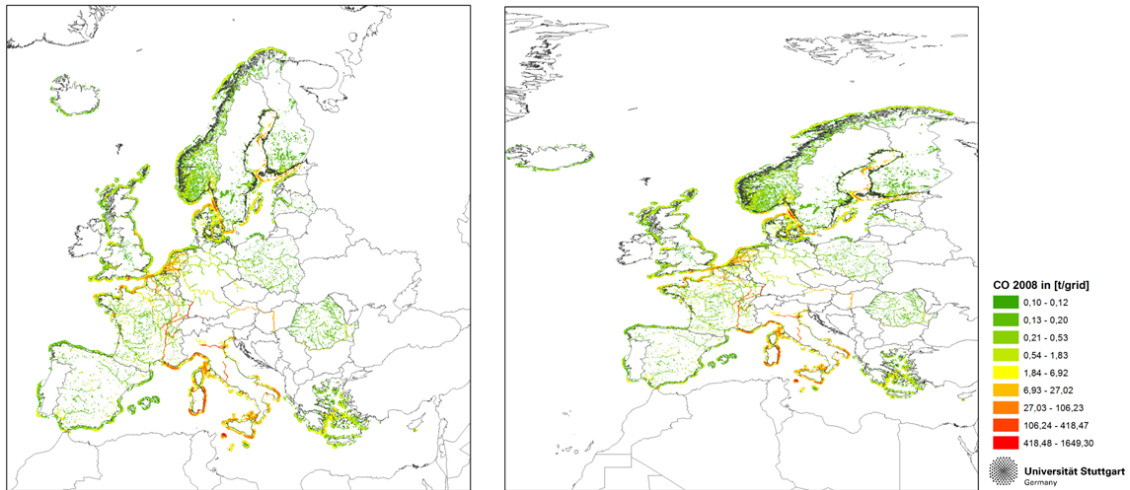 CO 2008 in [t/grid]
0,10 - 0,12
0,13 - 0,20
0,21 - 0,53
0,54 - 1,83
1,84 - 6,92
6,93 - 27,02
27,03 - 106,23
106,24 - 418,47
418,48 - 1649,30
Universität Stuttgart
Germany